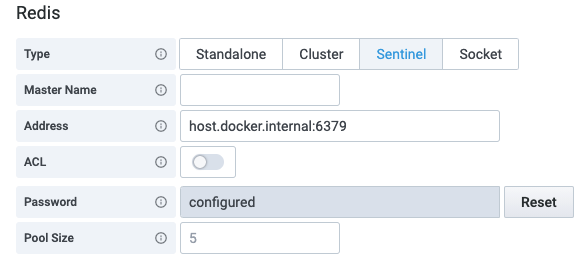 Redis
Type Standalone Cluster Sentinel Socket
Master Name
Address host.docker.internal:6379
ACL
Password configured Reset
Pool Size 5